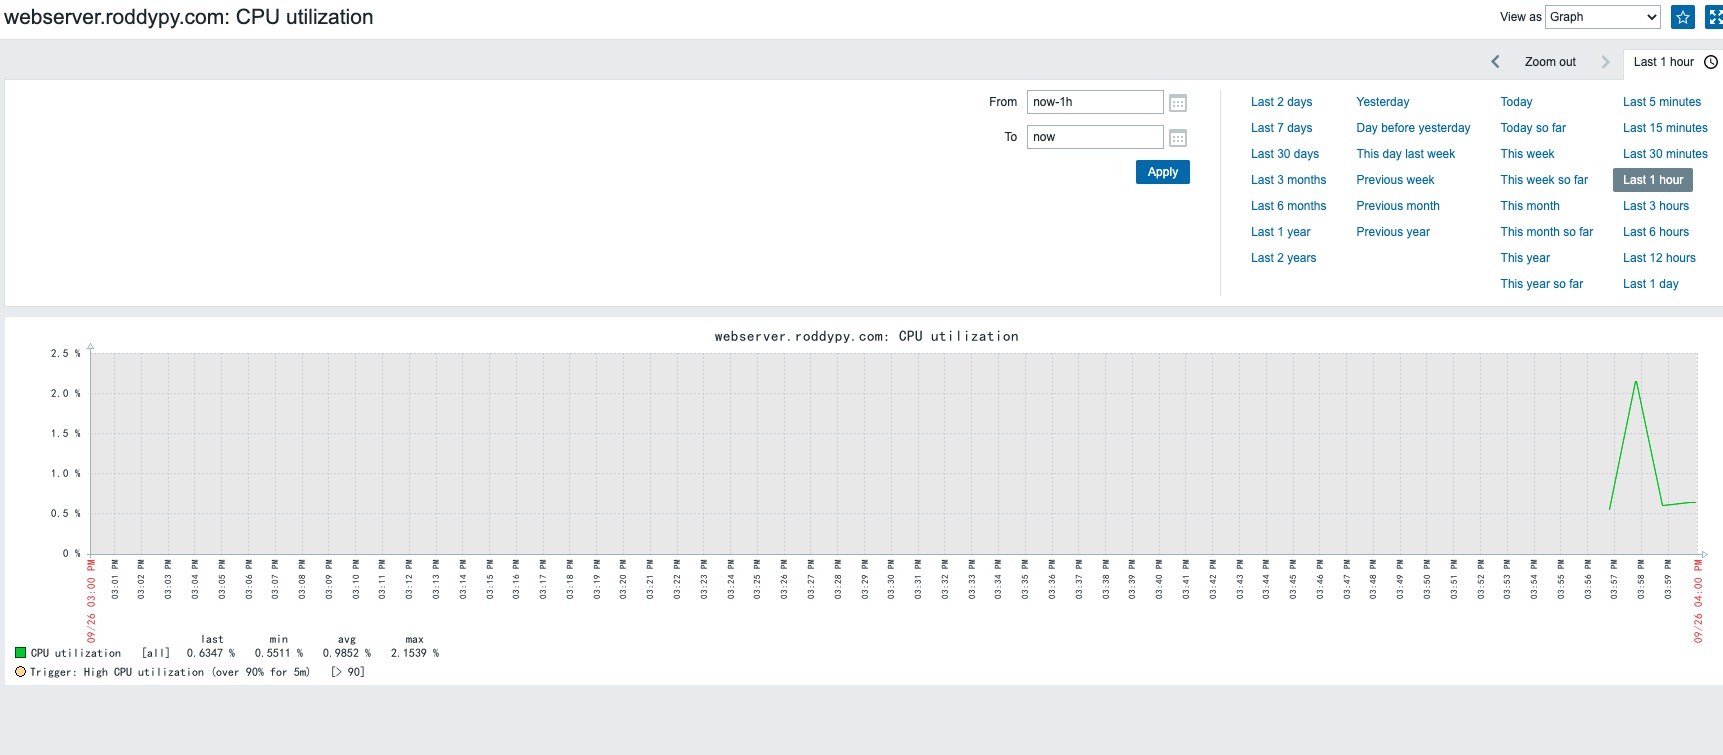 webserver.roddypy.com: CPU utilization
View as Graph
Zoom out
Last 1 hour
From now-1h
To now
Apply
Last 2 days Yesterday Today Last 5 minutes
Last 7 days Day before yesterday Today so far Last 15 minutes
Last 30 days This day last week This week Last 30 minutes
Last 3 months Previous week This week so far Last 1 hour
Last 6 months Previous month This month Last 3 hours
Last 1 year Previous year This month so far Last 6 hours
Last 2 years This year Last 12 hours
This year so far Last 1 day
webserver.roddypy.com: CPU utilization
2.5 %
2.0 %
1.5 %
1.0 %
0.5 %
0 %
09/26 03:00 PM
03:01 PM
03:02 PM
03:03 PM
03:04 PM
03:05 PM
03:06 PM
03:07 PM
03:08 PM
03:09 PM
03:10 PM
03:11 PM
03:12 PM
03:13 PM
03:14 PM
03:15 PM
03:16 PM
03:17 PM
03:18 PM
03:19 PM
03:20 PM
03:21 PM
03:22 PM
03:23 PM
03:24 PM
03:25 PM
03:26 PM
03:27 PM
03:28 PM
03:29 PM
03:30 PM
03:31 PM
03:32 PM
03:33 PM
03:34 PM
03:35 PM
03:36 PM
03:37 PM
03:38 PM
03:39 PM
03:40 PM
03:41 PM
03:42 PM
03:43 PM
03:44 PM
03:45 PM
03:46 PM
03:47 PM
03:48 PM
03:49 PM
03:50 PM
03:51 PM
03:52 PM
03:53 PM
03:54 PM
03:55 PM
03:56 PM
03:57 PM
03:58 PM
03:59 PM
09/26 04:00 PM
last min avg max
CPU utilization [all] 0.6347 % 0.5511 % 0.9852 % 2.1539 %
Trigger: High CPU utilization (over 90% for 5m) [> 90]